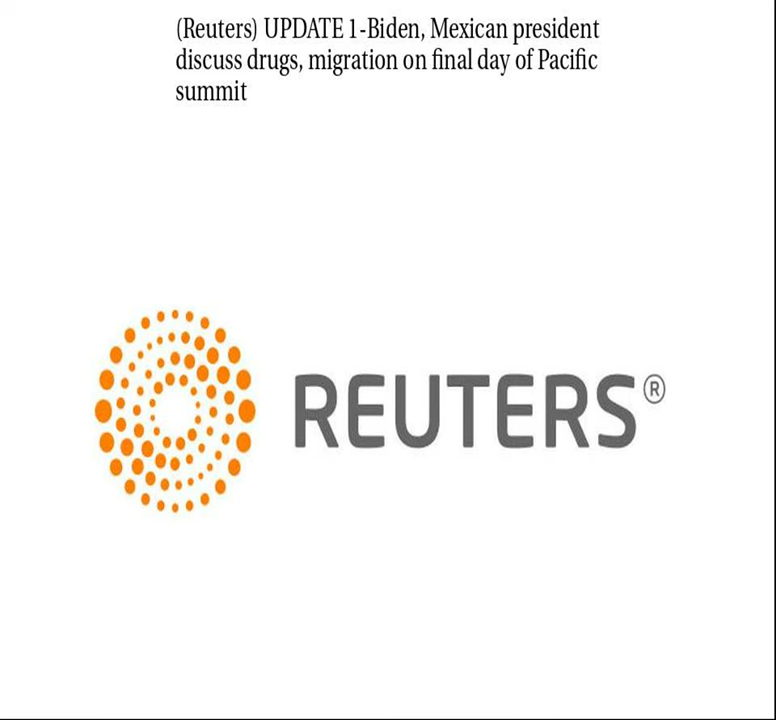 (Reuters) UPDATE 1-Biden, Mexican president
discuss drugs, migration on final day of Pacific
summit
REUTERS®